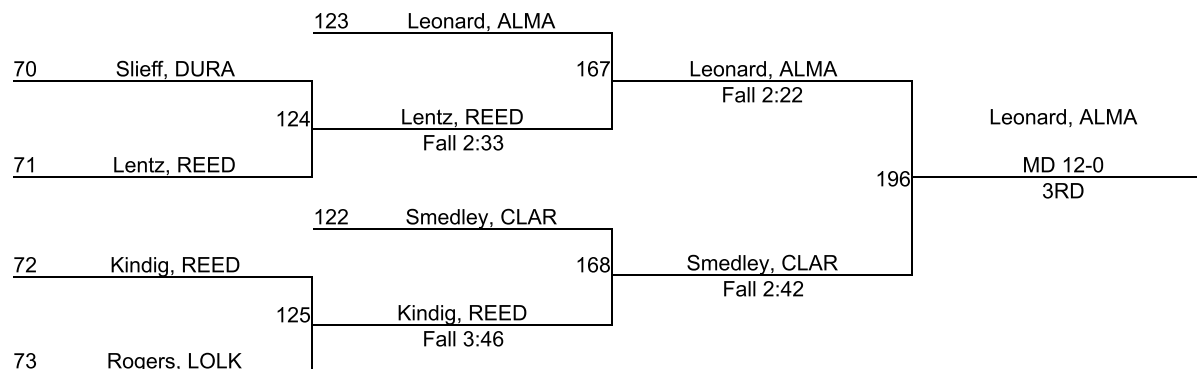 123 Leonard, ALMA
70 Slieff, DURA
167 Leonard, ALMA
Fall 2:22
124 Lentz, REED
Fall 2:33
Leonard, ALMA
71 Lentz, REED
MD 12-0
196
3RD
122 Smedley, CLAR
72 Kindig, REED
168 Smedley, CLAR
Fall 2:42
125 Kindig, REED
Fall 3:46
73 Rogers, LOLK